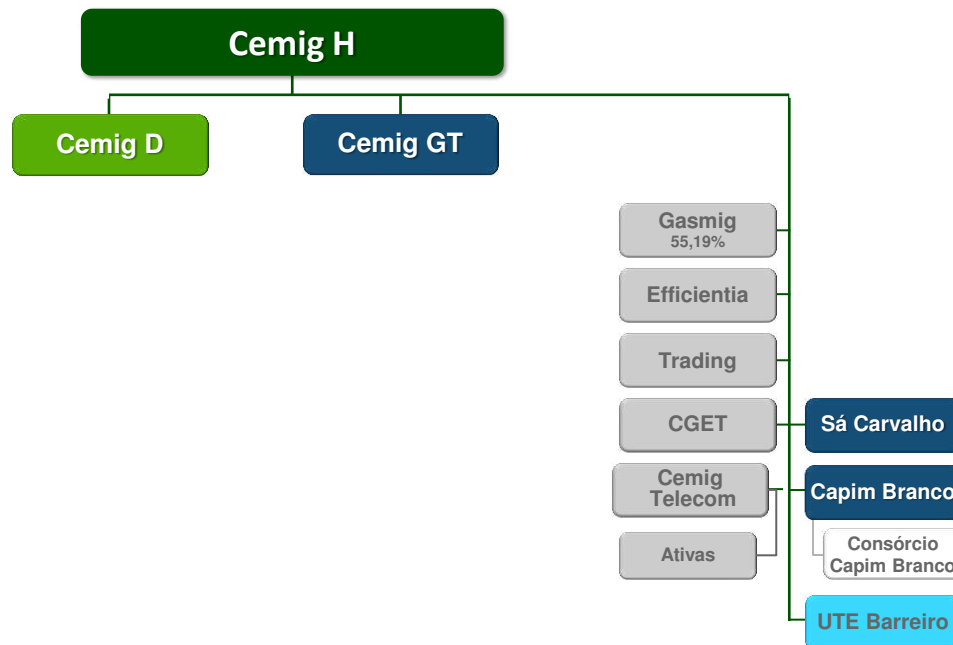 Cemig H
Cemig D
Cemig GT
Gasmig
55,19%
Efficientia
Trading
CGET
Sá Carvalho
Cemig
Telecom
Capim Branco
Ativas
Consórcio
Capim Branco
UTE Barreiro